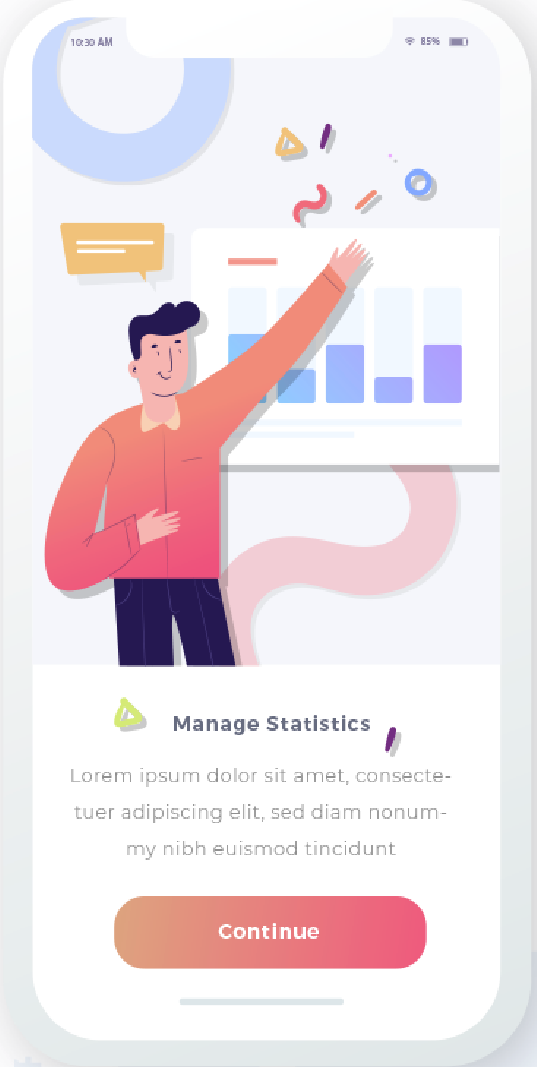 10:30 AM
89%
Manage Statistics
Lorem ipsum dolor sit amet, consecte-
tuer adipiscing elit, sed diam nonum-
my nibh euismod tincidunt
Continue